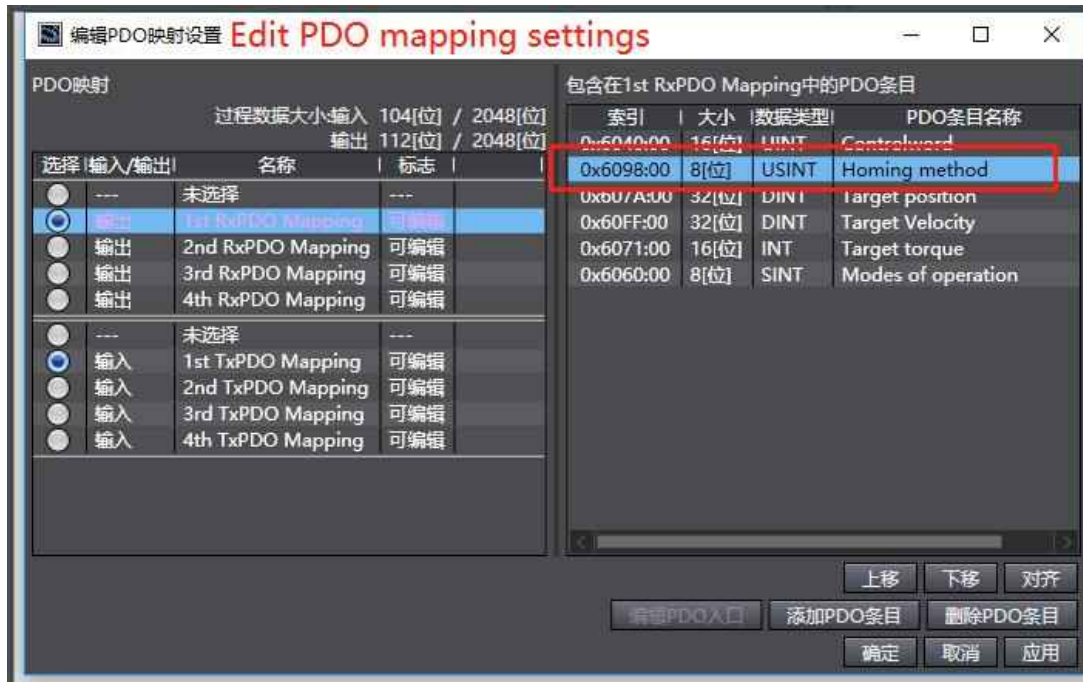 编辑PDO映射设置 Edit PDO mapping settings
PDO映射
过程数据大小:输入 104[位] / 2048[位]
输出 112[位] / 2048[位]
选择 输入/输出 名称 标志
--- 未选择 ---
输出 1st RxPDO Mapping 可编辑
输出 2nd RxPDO Mapping 可编辑
输出 3rd RxPDO Mapping 可编辑
输出 4th RxPDO Mapping 可编辑
--- 未选择 ---
输入 1st TxPDO Mapping 可编辑
输入 2nd TxPDO Mapping 可编辑
输入 3rd TxPDO Mapping 可编辑
输入 4th TxPDO Mapping 可编辑
包含在1st RxPDO Mapping中的PDO条目
索引 大小 数据类型 PDO条目名称
0x6040:00 16[位] UINT Controlword
0x6098:00 8[位] USINT Homing method
0x607A:00 32[位] DINT Target position
0x60FF:00 32[位] DINT Target Velocity
0x6071:00 16[位] INT Target torque
0x6060:00 8[位] SINT Modes of operation
上移 下移 对齐
编辑PDO入口 添加PDO条目 删除PDO条目
确定 取消 应用